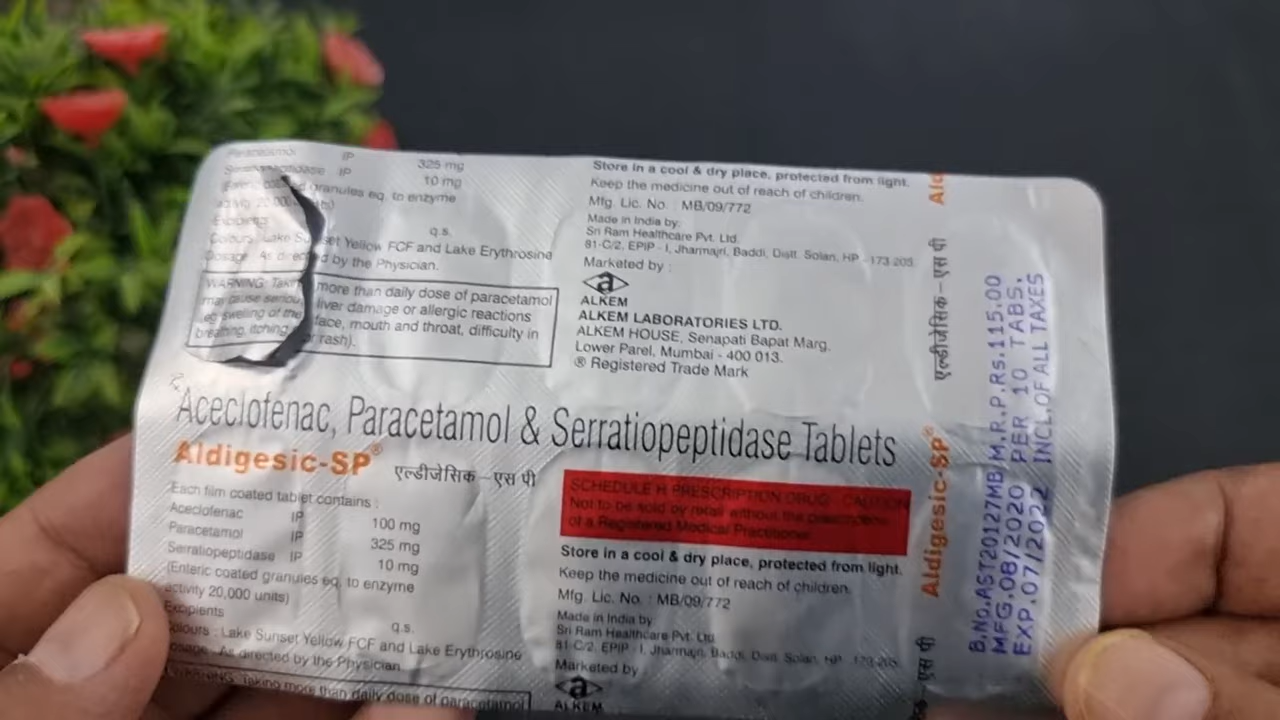 Paracetamol IP 325 mg
Serratiopeptidase IP 10 mg
granules eq. to enzyme
activity 20,000 units)
Excipients q.s.
Colours : Lake Sunset Yellow FCF and Lake Erythrosine
Dosage : As directed by the Physician.
WARNING: Taking more than daily dose of paracetamol
may cause serious liver damage or allergic reactions
eg. swelling of the face, mouth and throat, difficulty in
breathing, itching or rash).
Store in a cool & dry place, protected from light.
Keep the medicine out of reach of children.
Mfg. Lic. No. : MB/09/772
Made in India by:
Sri Ram Healthcare Pvt. Ltd.
81-C/2, EPIP - I, Jharmajri, Baddi, Distt. Solan, HP - 173 205.
Marketed by :
a
ALKEM
ALKEM LABORATORIES LTD.
ALKEM HOUSE, Senapati Bapat Marg.
Lower Parel, Mumbai - 400 013.
® Registered Trade Mark
Rx
Aceclofenac, Paracetamol & Serratiopeptidase Tablets
Aldigesic-SP® एल्डीजेसिक – एस पी
Each film coated tablet contains :
Aceclofenac IP 100 mg
Paracetamol IP 325 mg
Serratiopeptidase IP 10 mg
(Enteric coated granules eq. to enzyme
activity 20,000 units)
Excipients q.s.
Colours : Lake Sunset Yellow FCF and Lake Erythrosine
Dosage : As directed by the Physician.
WARNING: Taking more than daily dose of paracetamol
SCHEDULE H PRESCRIPTION DRUG - CAUTION
Not to be sold by retail without the prescription
of a Registered Medical Practitioner.
Store in a cool & dry place, protected from light.
Keep the medicine out of reach of children.
Mfg. Lic. No. : MB/09/772
Made in India by
Sri Ram Healthcare Pvt. Ltd.
81-C/2, EPIP - I, Jharmajri, Baddi, Distt. Solan, HP - 173 205.
Marketed by
a
ALKEM
Ald
एल्डीजेसिक – एस पी
Aldigesic-SP®
एस पी
B.No.AST20127MB/M.R.P.Rs.115.00
MFG.08/2020 PER 10 TABS.
EXP.07/2022 INCL.OF ALL TAXES